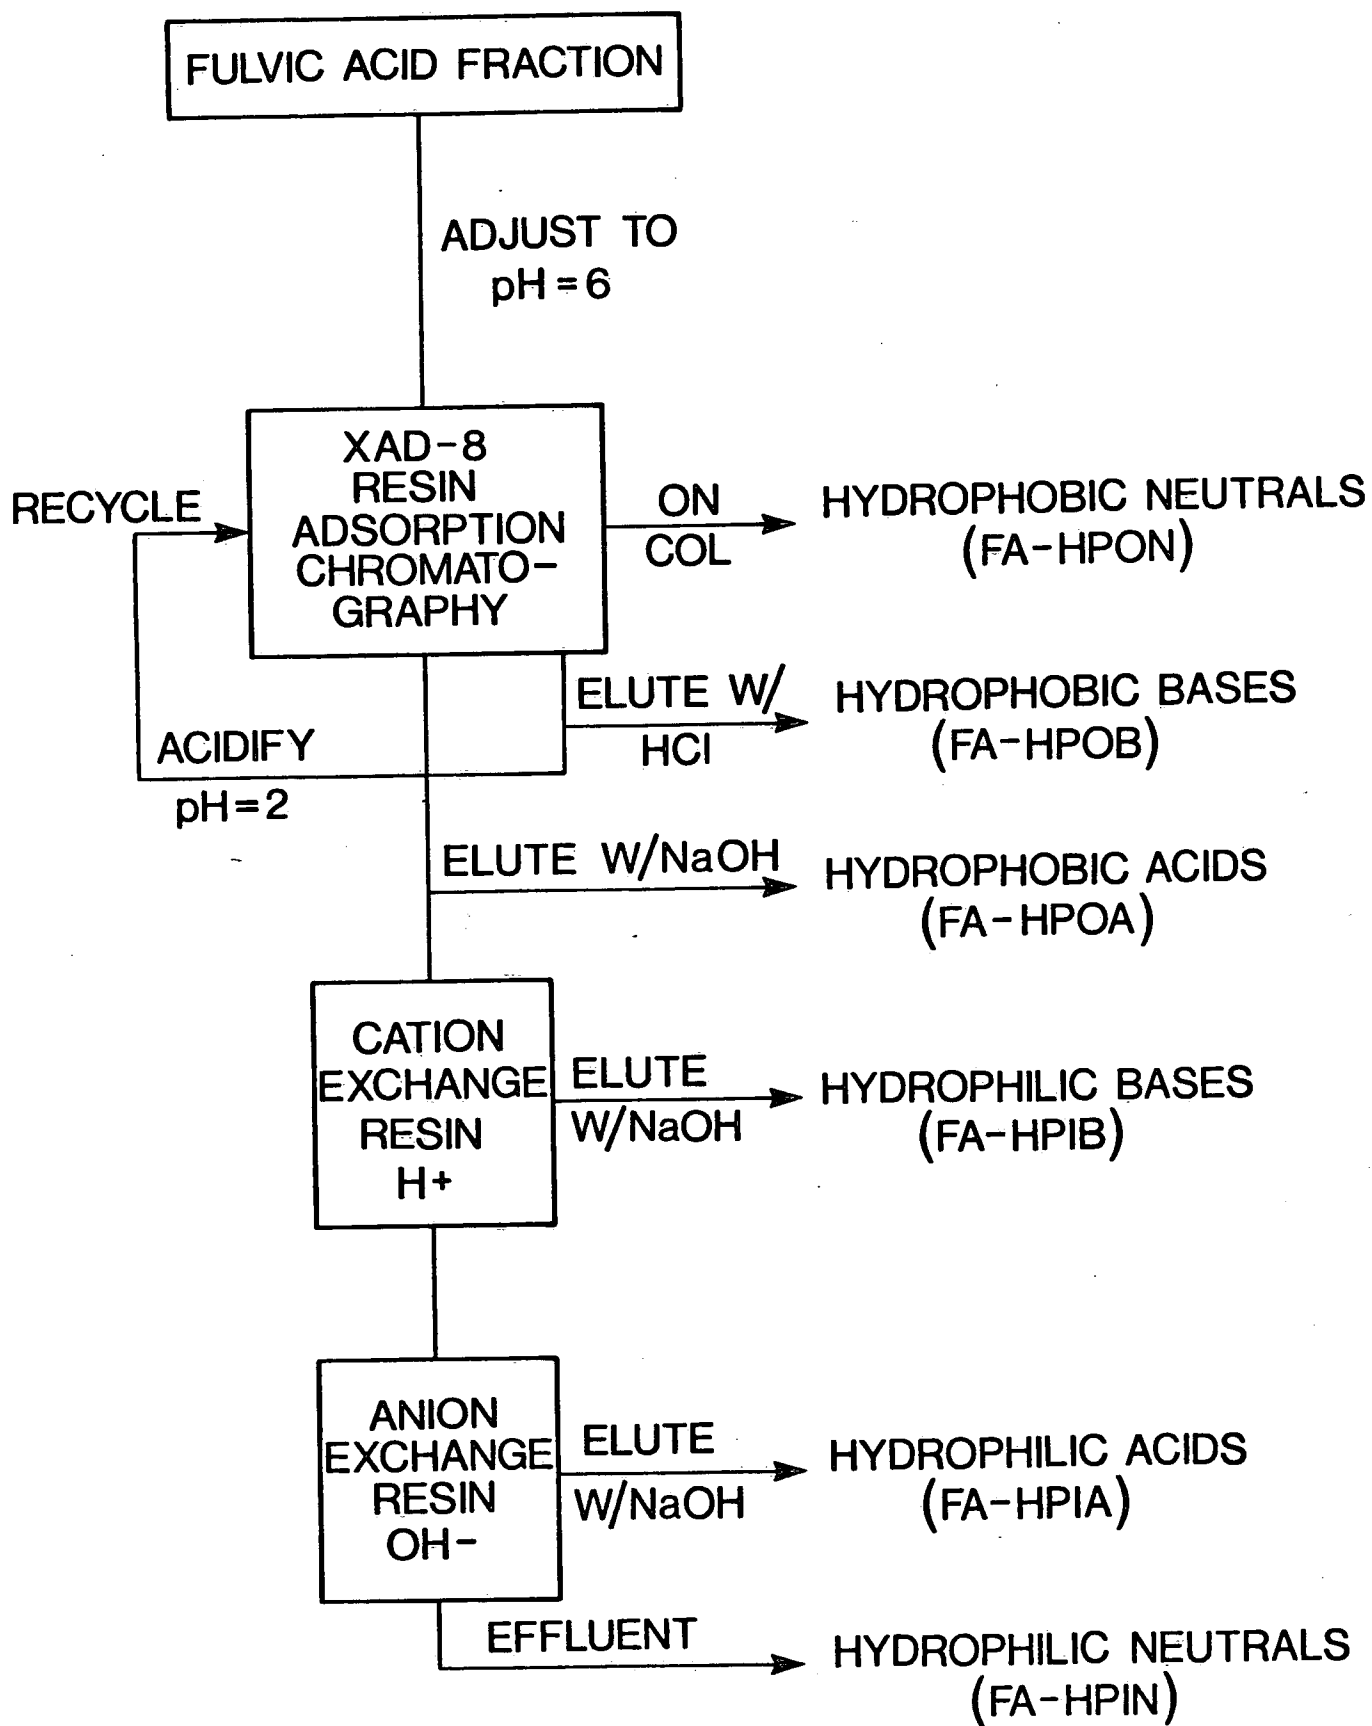 FULVIC ACID FRACTION
ADJUST TO
pH=6
XAD-8
RESIN
ADSORPTION
CHROMATO-
GRAPHY
RECYCLE
ON
COL
HYDROPHOBIC NEUTRALS
(FA-HPON)
ELUTE W/
HCl
HYDROPHOBIC BASES
(FA-HPOB)
ACIDIFY
pH=2
ELUTE W/NaOH
HYDROPHOBIC ACIDS
(FA-HPOA)
CATION
EXCHANGE
RESIN
H+
ELUTE
W/NaOH
HYDROPHILIC BASES
(FA-HPIB)
ANION
EXCHANGE
RESIN
OH-
ELUTE
W/NaOH
HYDROPHILIC ACIDS
(FA-HPIA)
EFFLUENT
HYDROPHILIC NEUTRALS
(FA-HPIN)